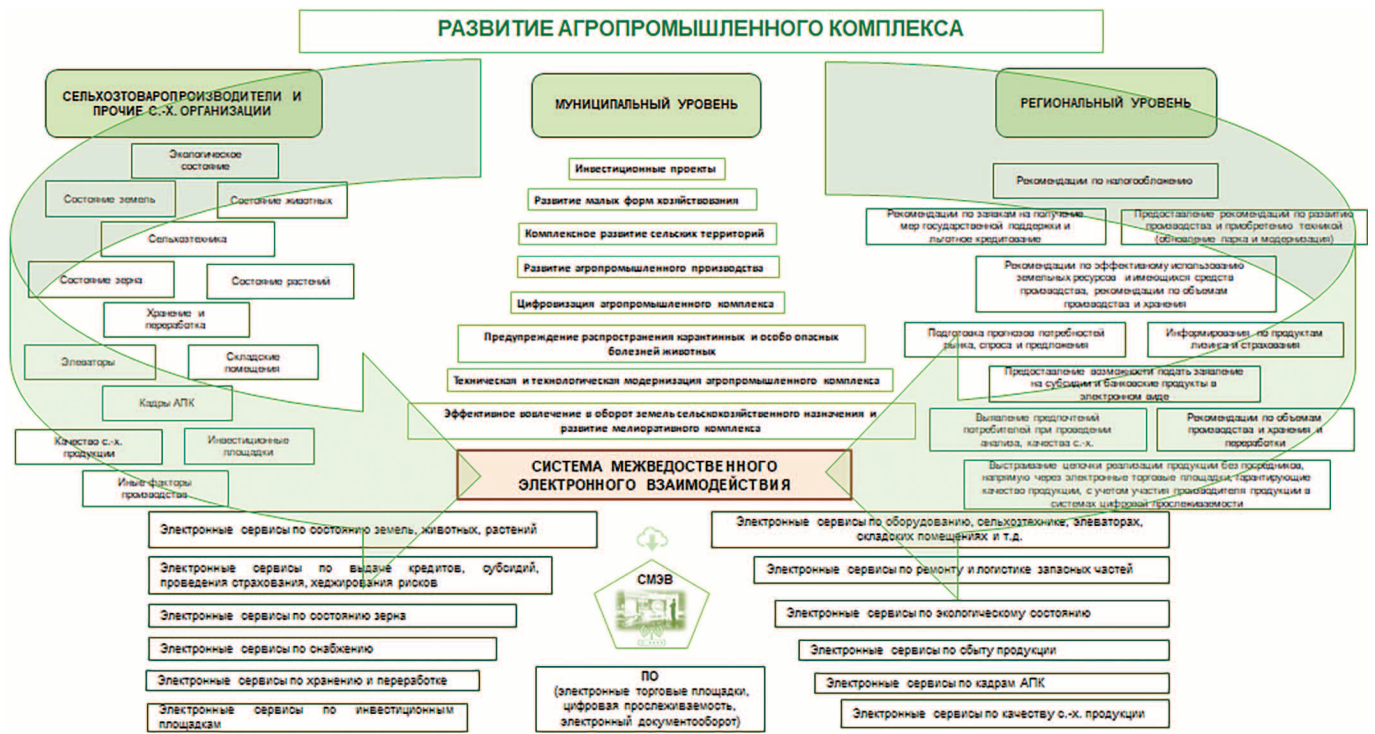 РАЗВИТИЕ АГРОПРОМЫШЛЕННОГО КОМПЛЕКСА
СЕЛЬХОЗТОВАРОПРОИЗВОДИТЕЛИ И
ПРОЧИЕ С.-Х. ОРГАНИЗАЦИИ
Экологическое
состояние
Состояние земель
Состояние животных
Сельхозтехника
Состояние зерна
Состояние растений
Хранение и
переработка
Элеваторы
Складские
помещения
Кадры АПК
Качество с.-х.
продукции
Инвестиционные
площадки
Иные факторы
производства
МУНИЦИПАЛЬНЫЙ УРОВЕНЬ
Инвестиционные проекты
Развитие малых форм хозяйствования
Комплексное развитие сельских территорий
Развитие агропромышленного производства
Цифровизация агропромышленного комплекса
Предупреждение распространения карантинных и особо опасных
болезней животных
Техническая и технологическая модернизация агропромышленного комплекса
Эффективное вовлечение в оборот земель сельскохозяйственного назначения и
развитие мелиоративного комплекса
РЕГИОНАЛЬНЫЙ УРОВЕНЬ
Рекомендации по налогообложению
Рекомендации по заявкам на получение
мер государственной поддержки и
льготное кредитование
Предоставление рекомендации по развитию
производства и приобретению техникой
(обновление парка и модернизация)
Рекомендации по эффективному использованию
земельных ресурсов и имеющихся средств
производства, рекомендации по объемам
производства и хранения
Подготовка прогнозов потребностей
рынка, спроса и предложения
Информирования по продуктам
лизинга и страхования
Предоставление возможности подать заявление
на субсидии и банковские продукты в
электронном виде
Выявление предпочтений
потребителей при проведении
анализа, качества с.-х.
Рекомендации по объемам
производства и хранения и
переработки
Выстраивание цепочки реализации продукции без посредников,
напрямую через электронные торговые площадки, гарантирующие
качество продукции, с учетом участия производителя продукции в
системах цифровой прослеживаемости
СИСТЕМА МЕЖВЕДОСТВЕННОГО
ЭЛЕКТРОННОГО ВЗАИМОДЕЙСТВИЯ
Электронные сервисы по состоянию земель, животных, растений
Электронные сервисы по выдаче кредитов, субсидий,
проведения страхования, хеджирования рисков
Электронные сервисы по состоянию зерна
Электронные сервисы по снабжению
Электронные сервисы по хранению и переработке
Электронные сервисы по инвестиционным
площадкам
СМЭВ
ПО
(электронные торговые площадки,
цифровая прослеживаемость,
электронный документооборот)
Электронные сервисы по оборудованию, сельхозтехнике, элеваторах,
складских помещениях и т.д.
Электронные сервисы по ремонту и логистике запасных частей
Электронные сервисы по экологическому состоянию
Электронные сервисы по сбыту продукции
Электронные сервисы по кадрам АПК
Электронные сервисы по качеству с.-х. продукции